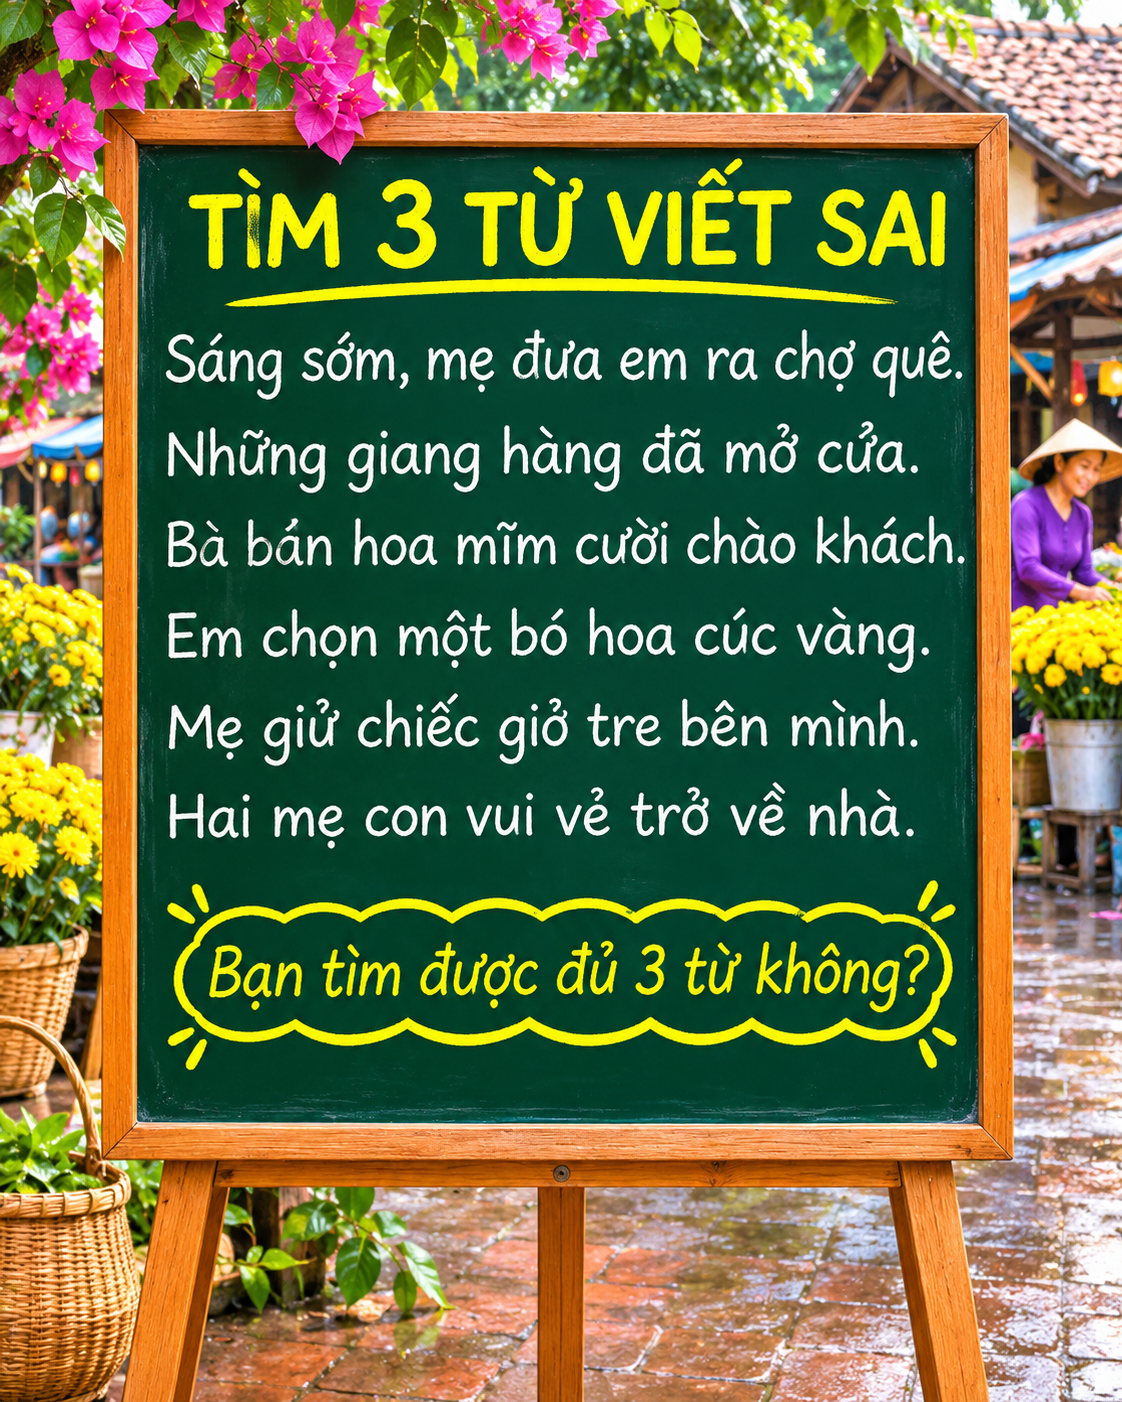 TÌM 3 TỪ VIẾT SAI
Sáng sớm, mẹ đưa em ra chợ quê.
Những giang hàng đã mở cửa.
Bà bán hoa mĩm cười chào khách.
Em chọn một bó hoa cúc vàng.
Mẹ giử chiếc giở tre bên mình.
Hai mẹ con vui vẻ trở về nhà.
Bạn tìm được đủ 3 từ không?